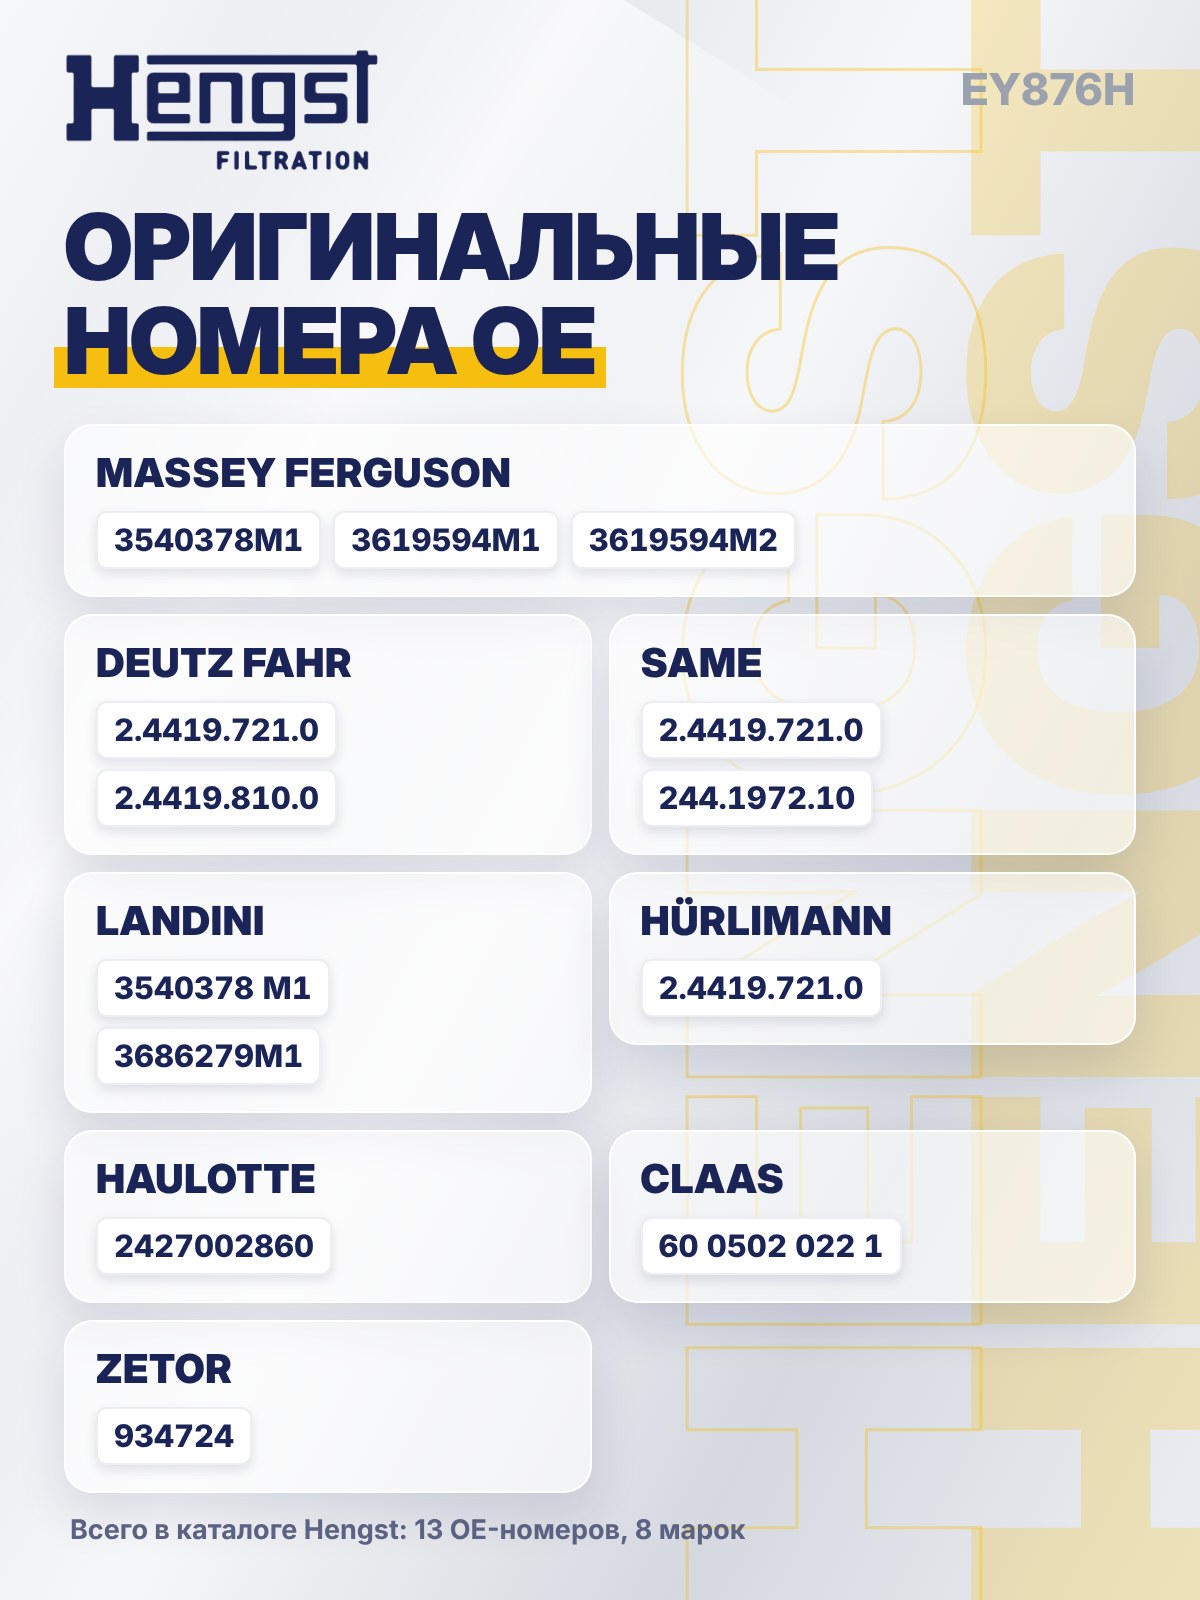 Hengst
FILTRATION
EY876H
ОРИГИНАЛЬНЫЕ
НОМЕРА ОЕ
MASSEY FERGUSON
3540378M1 3619594M1 3619594M2
DEUTZ FAHR
2.4419.721.0
2.4419.810.0
SAME
2.4419.721.0
244.1972.10
LANDINI
3540378 M1
3686279M1
HÜRLIMANN
2.4419.721.0
HAULOTTE
2427002860
CLAAS
60 0502 022 1
ZETOR
934724
Всего в каталоге Hengst: 13 ОЕ-номеров, 8 марок
HENGST
HENGST